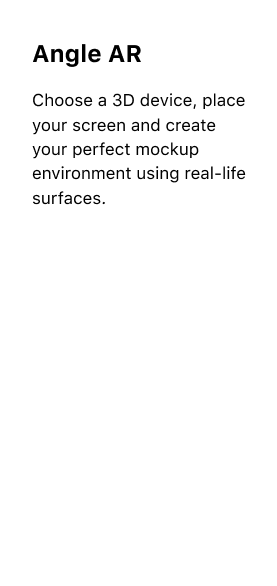 Angle AR
Choose a 3D device, place
your screen and create
your perfect mockup
environment using real-life
surfaces.